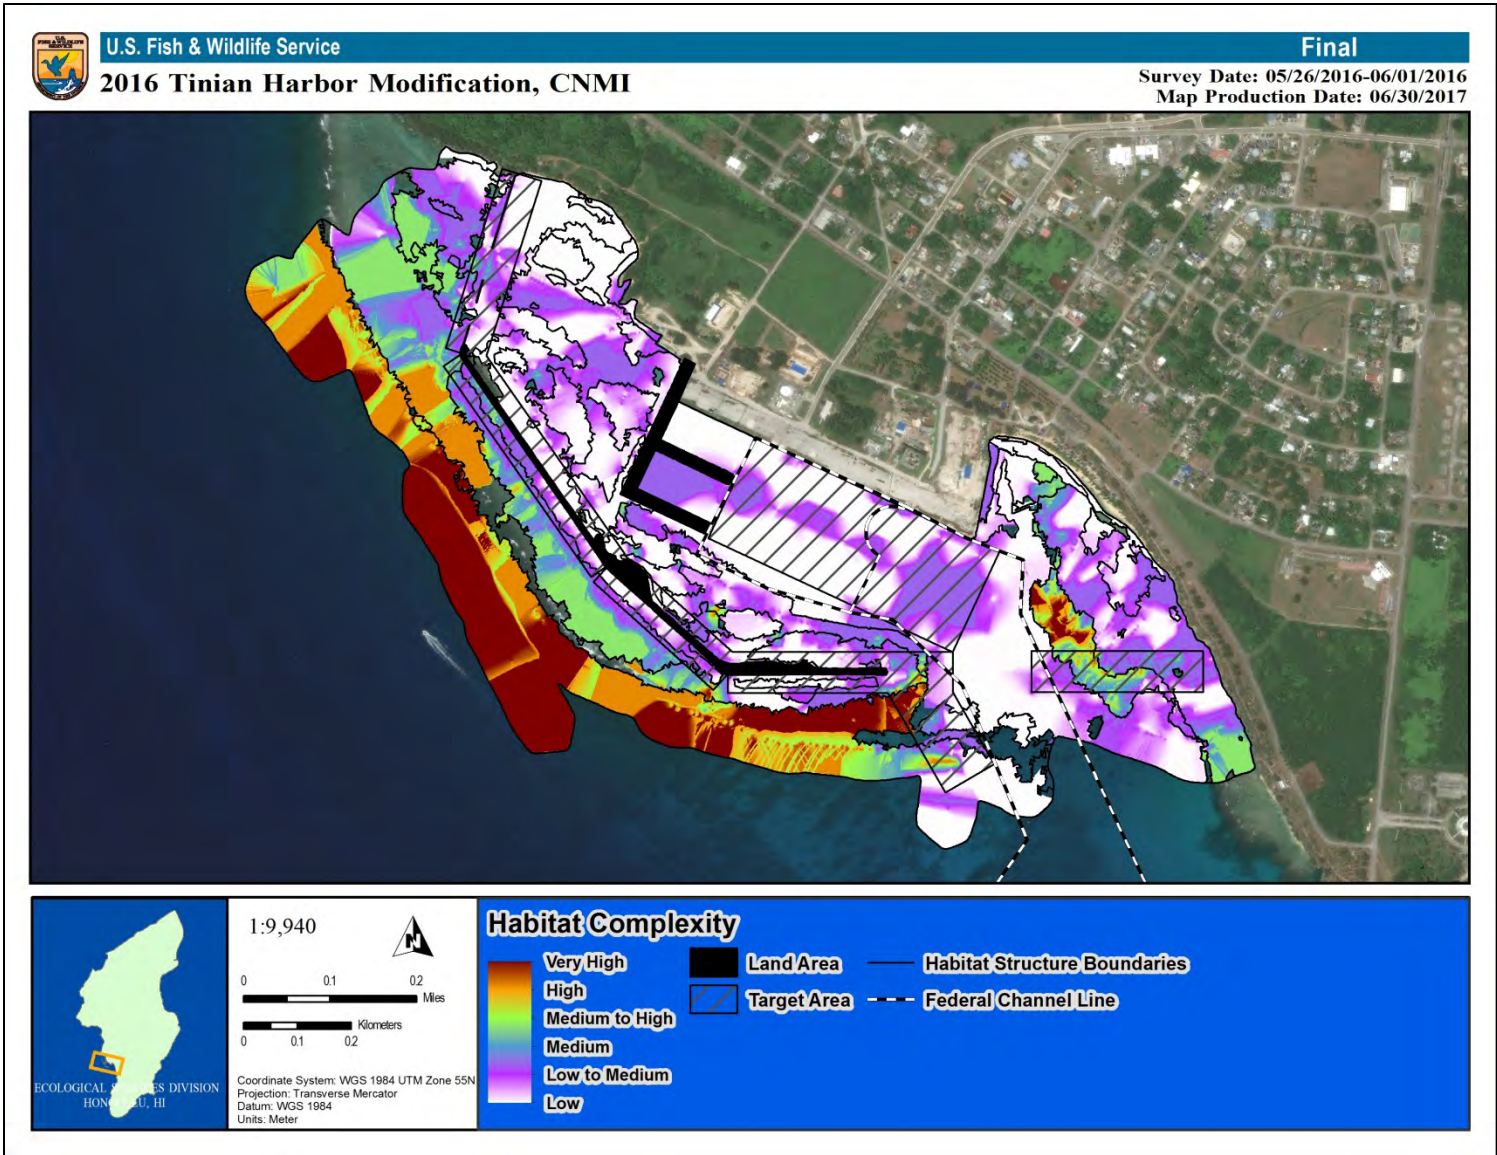 U.S.
FISH & WILDLIFE
SERVICE
U.S. Fish & Wildlife Service
Final
2016 Tinian Harbor Modification, CNMI
Survey Date: 05/26/2016-06/01/2016
Map Production Date: 06/30/2017
ECOLOGICAL DIVISION
HI
1:9,940
N
0 0.1 0.2
Miles
Kilometers
0 0.1 0.2
Coordinate System: WGS 1984 UTM Zone 55N
Projection: Transverse Mercator
Datum: WGS 1984
Units: Meter
Habitat Complexity
Very High
High
Medium to High
Medium
Low to Medium
Low
Land Area
Target Area
Habitat Structure Boundaries
Federal Channel Line